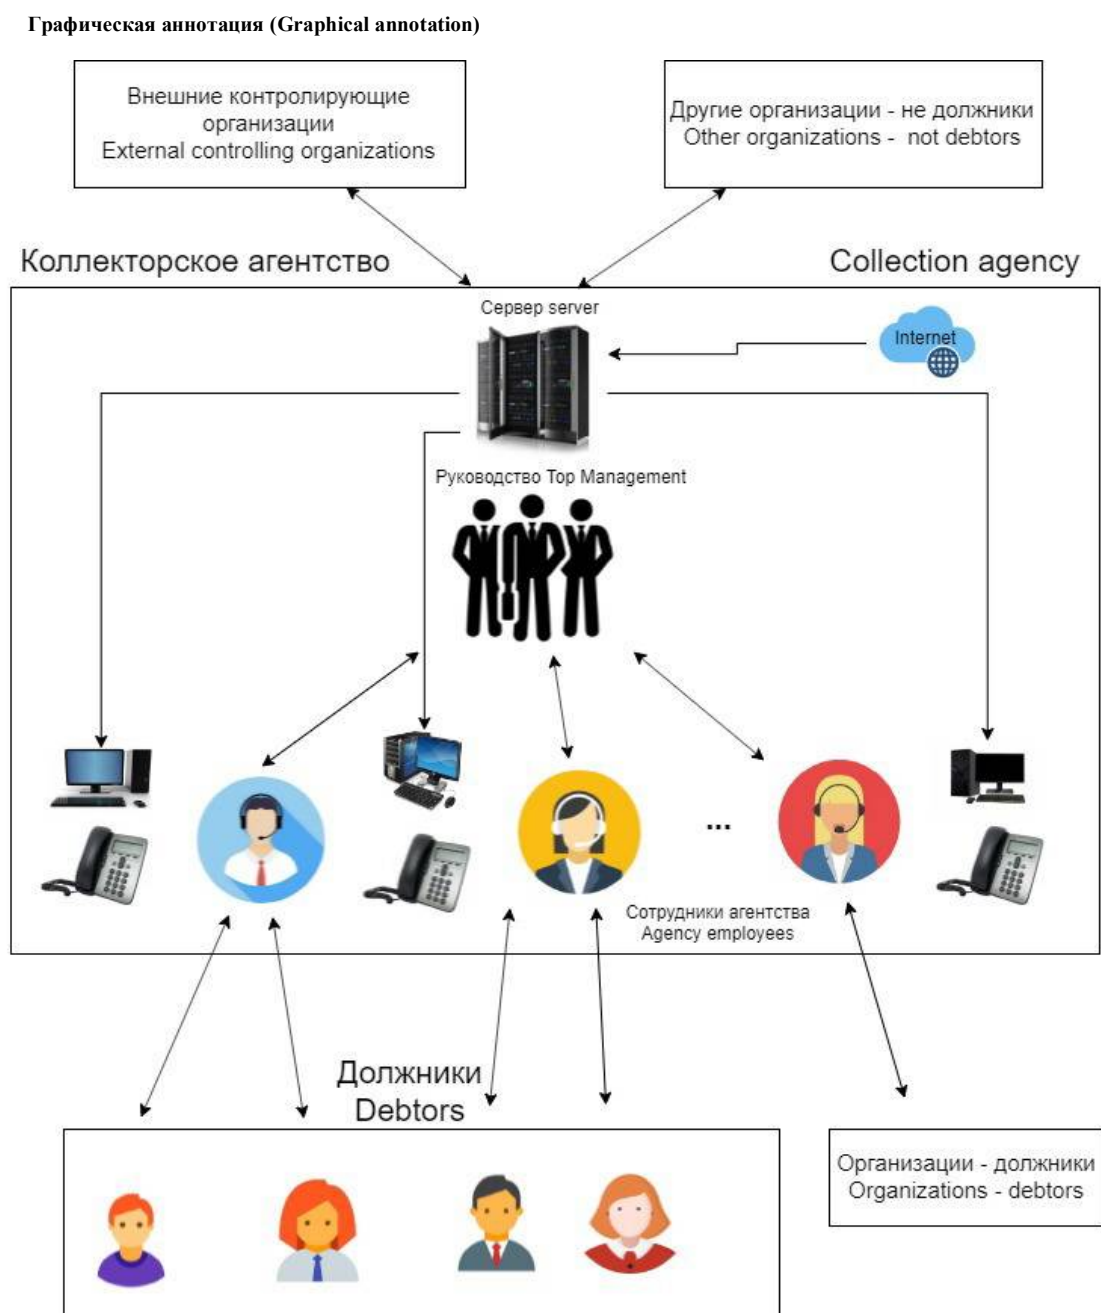 Графическая аннотация (Graphical annotation)
Внешние контролирующие
организации
External controlling organizations
Другие организации - не должники
Other organizations - not debtors
Коллекторское агентство
Collection agency
Сервер server
Internet
Руководство Top Management
...
Сотрудники агентства
Agency employees
Должники
Debtors
Организации - должники
Organizations - debtors